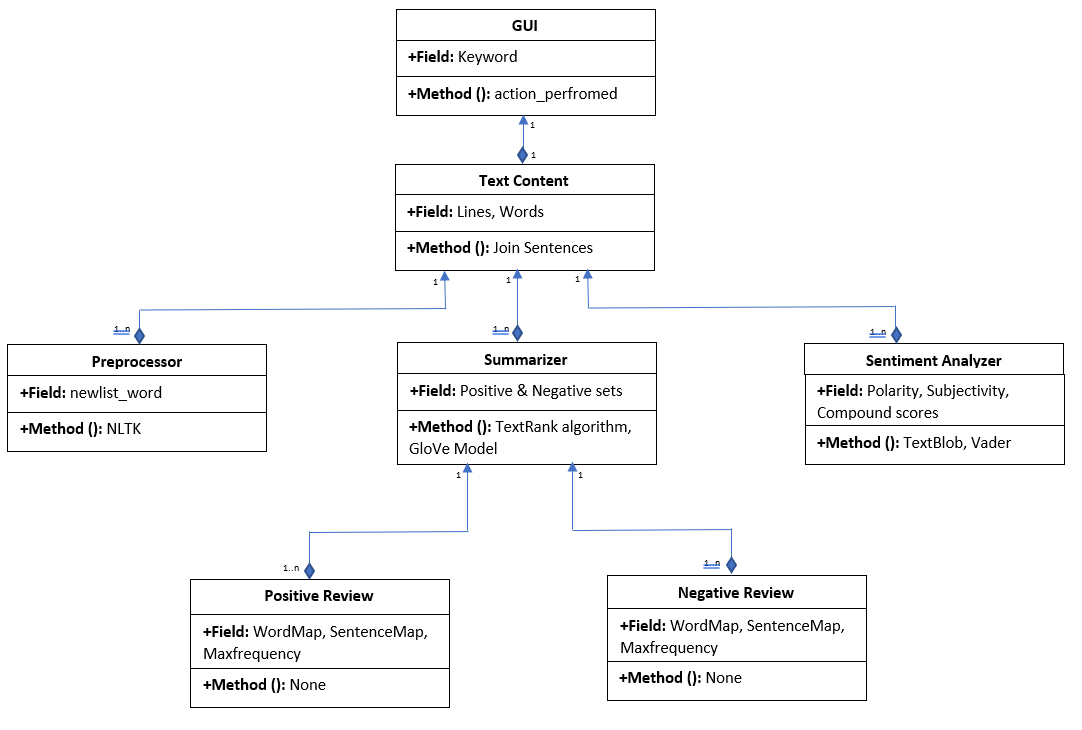 GUI
+Field: Keyword
+Method (): action_perfromed
1
1
Text Content
+Field: Lines, Words
+Method (): Join Sentences
1
1
1
1..n
1..n
1..n
Preprocessor
+Field: newlist_word
+Method (): NLTK
Summarizer
+Field: Positive & Negative sets
+Method (): TextRank algorithm,
GloVe Model
Sentiment Analyzer
+Field: Polarity, Subjectivity,
Compound scores
+Method (): TextBlob, Vader
1
1
1..n
1..n
Positive Review
+Field: WordMap, SentenceMap,
Maxfrequency
+Method (): None
Negative Review
+Field: WordMap, SentenceMap,
Maxfrequency
+Method (): None